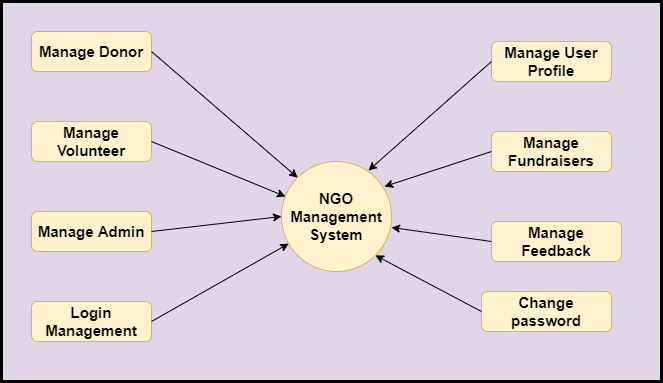 Manage Donor
Manage
Volunteer
Manage Admin
Login
Management
NGO
Management
System
Manage User
Profile
Manage
Fundraisers
Manage
Feedback
Change
password